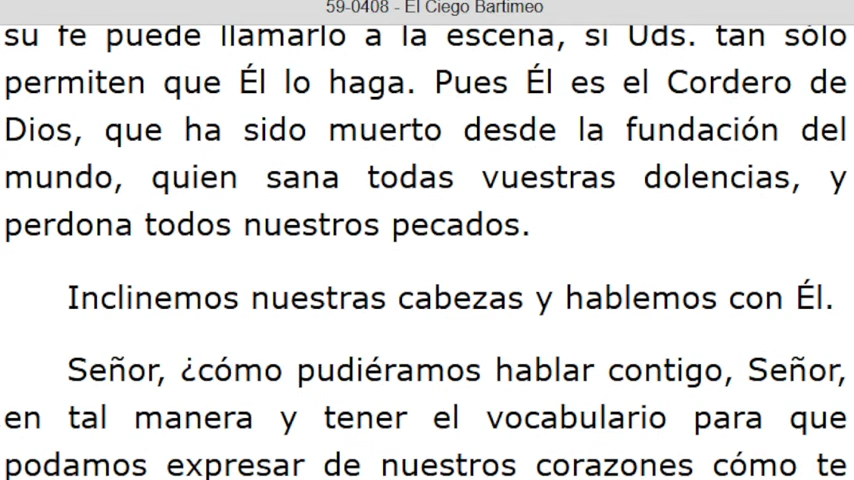 59-0408 - El Ciego Bartimeo
su fe puede llamarlo a la escena, si Uds. tan sólo
permiten que Él lo haga. Pues Él es el Cordero de
Dios, que ha sido muerto desde la fundación del
mundo, quien sana todas vuestras dolencias, y
perdona todos nuestros pecados.
Inclinemos nuestras cabezas y hablemos con Él.
Señor, ¿cómo pudiéramos hablar contigo, Señor,
en tal manera y tener el vocabulario para que
podamos expresar de nuestros corazones cómo te